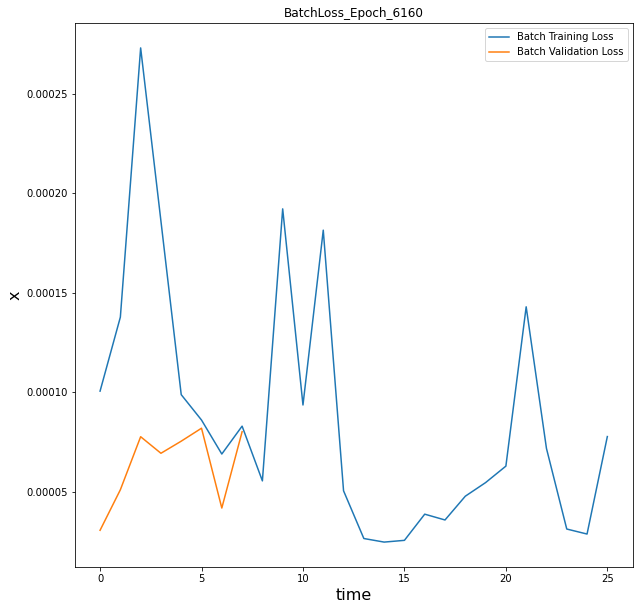 BatchLoss_Epoch_6160
Batch Training Loss
Batch Validation Loss
0.00025
0.00020
0.00015
0.00010
0.00005
x
0 5 10 15 20 25
time